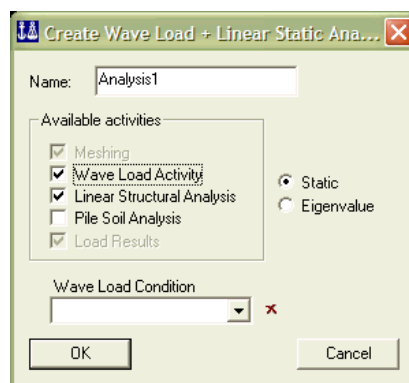 Create Wave Load + Linear Static Ana...
Name: Analysis1
Available activities
Meshing
Wave Load Activity
Linear Structural Analysis
Pile Soil Analysis
Load Results
Static
Eigenvalue
Wave Load Condition
OK Cancel